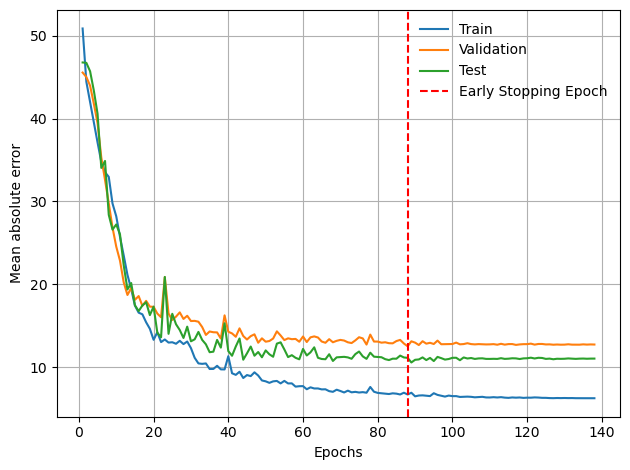 Mean absolute error
50
40
30
20
10
Train
Validation
Test
Early Stopping Epoch
0 20 40 60 80 100 120 140
Epochs